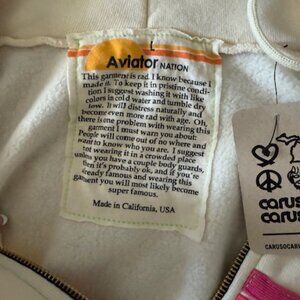 L
Aviator NATION
This garment is rad. I know because I
made it. To keep it in pristine condi-
tion I suggest washing it with like
colors in cold water and tumble dry
low. It will distress naturally and
become even more rad with age. Oh,
there is one problem with wearing this
garment I must warn you about:
People will come out of no where and
want to know who you are. I suggest
not wearing it in a crowded place
unless you have a couple body guards,
then it's probably ok, and if you're
already famous and wearing this
garment you will most likely become
super famous.
Made in California, USA
caruso
caruso
CARUSOCAR